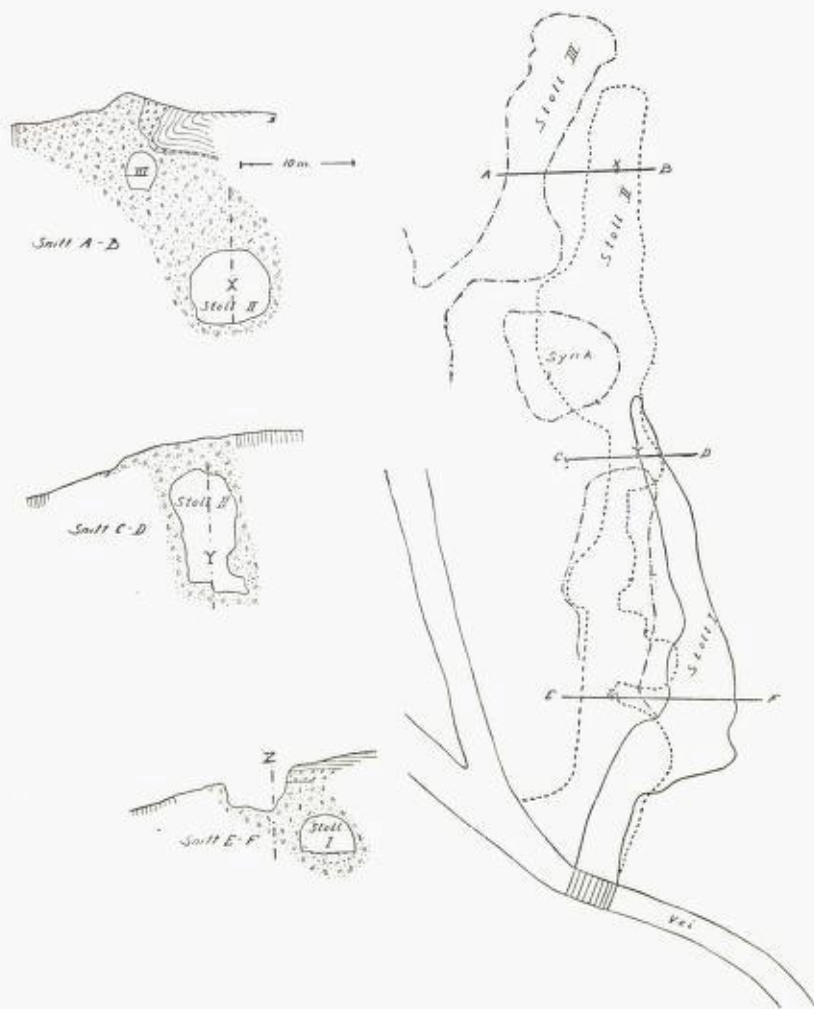 III
10 m.
Snitt A-B
X
Stoll II
Stoll II
Snitt C-D
Y
Z
Snitt E-F
Stoll
I
Stoll III
A
X
B
Stoll II
Synk
C
Y
D
Stoll I
E
Z
F
Vei